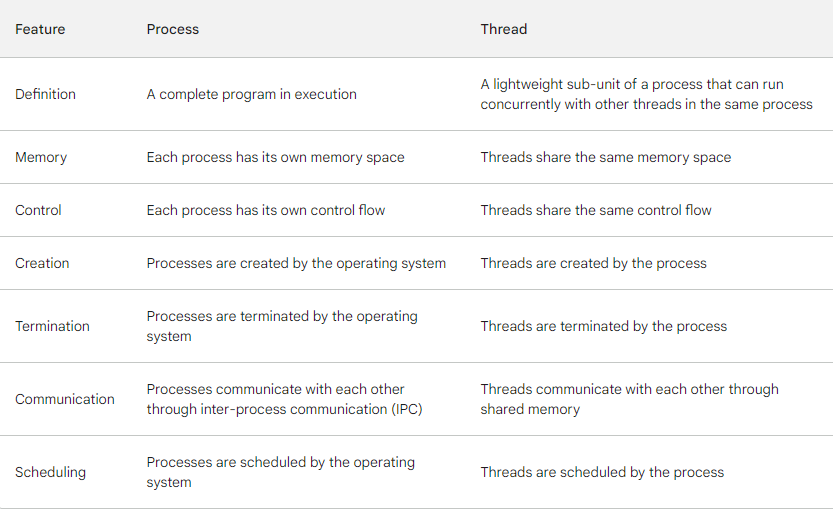 Feature Process Thread
Definition A complete program in execution A lightweight sub-unit of a process that can run
concurrently with other threads in the same process
Memory Each process has its own memory space Threads share the same memory space
Control Each process has its own control flow Threads share the same control flow
Creation Processes are created by the operating system Threads are created by the process
Termination Processes are terminated by the operating
system Threads are terminated by the process
Communication Processes communicate with each other
through inter-process communication (IPC) Threads communicate with each other through
shared memory
Scheduling Processes are scheduled by the operating
system Threads are scheduled by the process